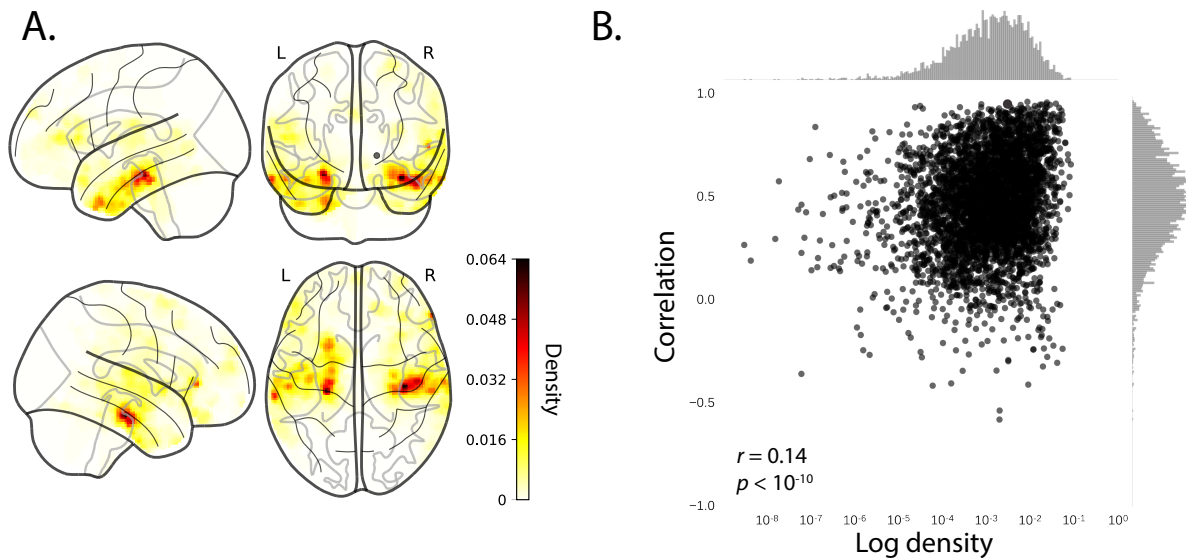 A.
L
R
L
R
0.064
0.048
0.032
0.016
0
Density
B.
1.0
0.5
0.0
−0.5
-1.0
Correlation
r = 0.14
p < 10^-10
10^-8 10^-7 10^-6 10^-5 10^-4 10^-3 10^-2 10^-1 10^0
Log density